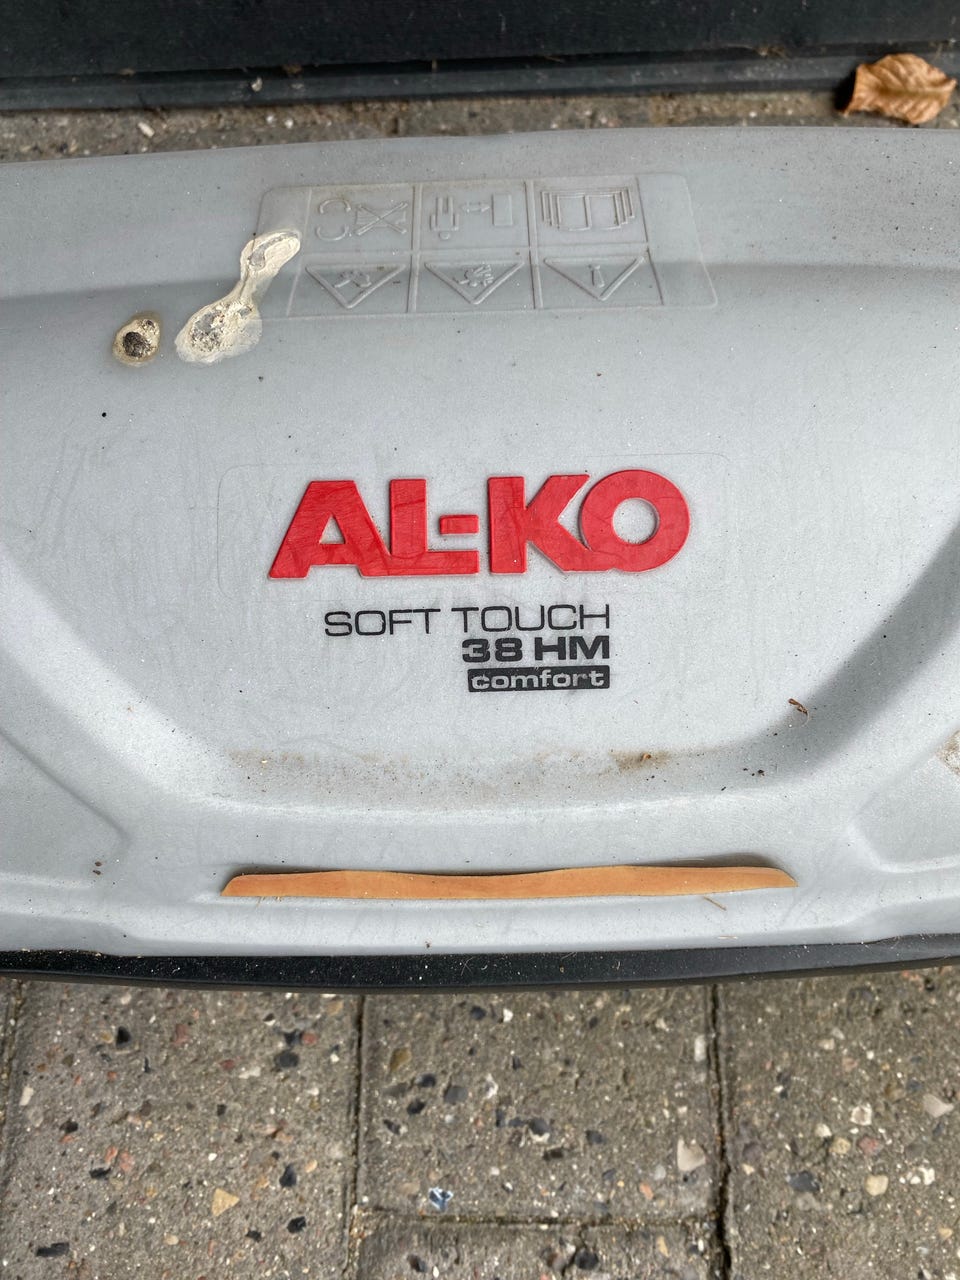 AL-KO
SOFT TOUCH
38 HM
comfort